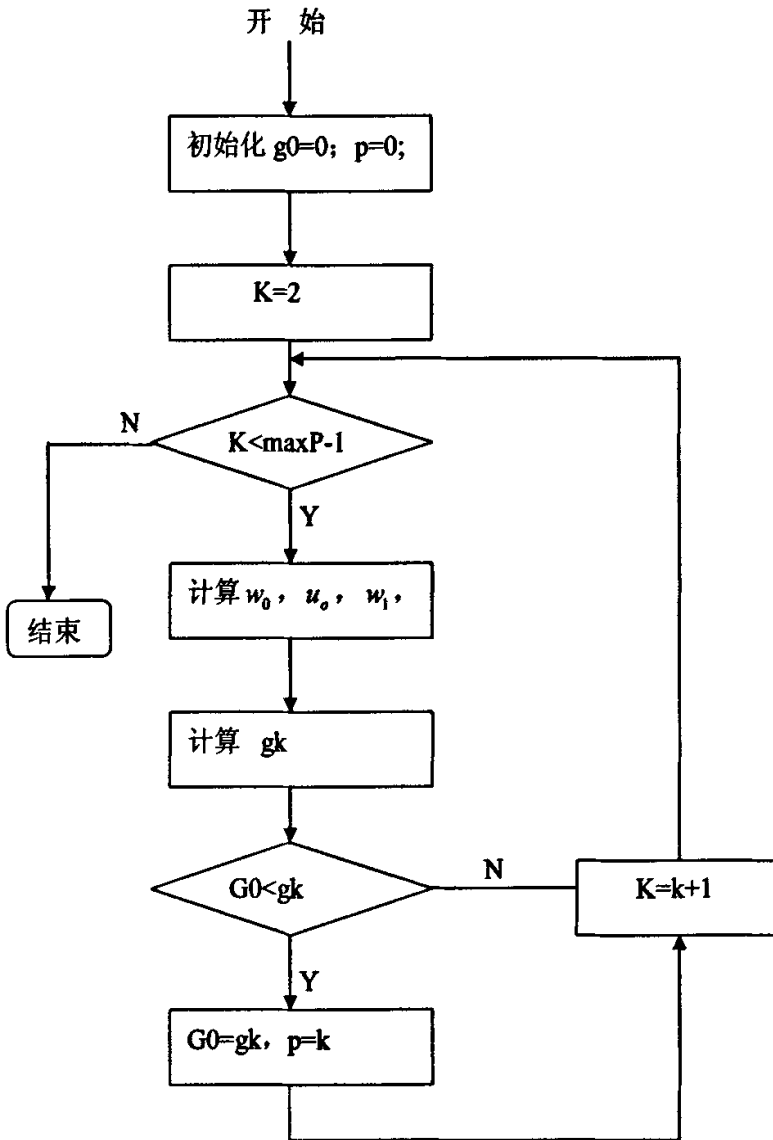 开 始
初始化 g0=0；p=0;
K=2
N
K<maxP-1
Y
计算 w₀， uₒ， w₁，
结束
计算 gk
G0<gk
N
K=k+1
Y
G0=gk，p=k